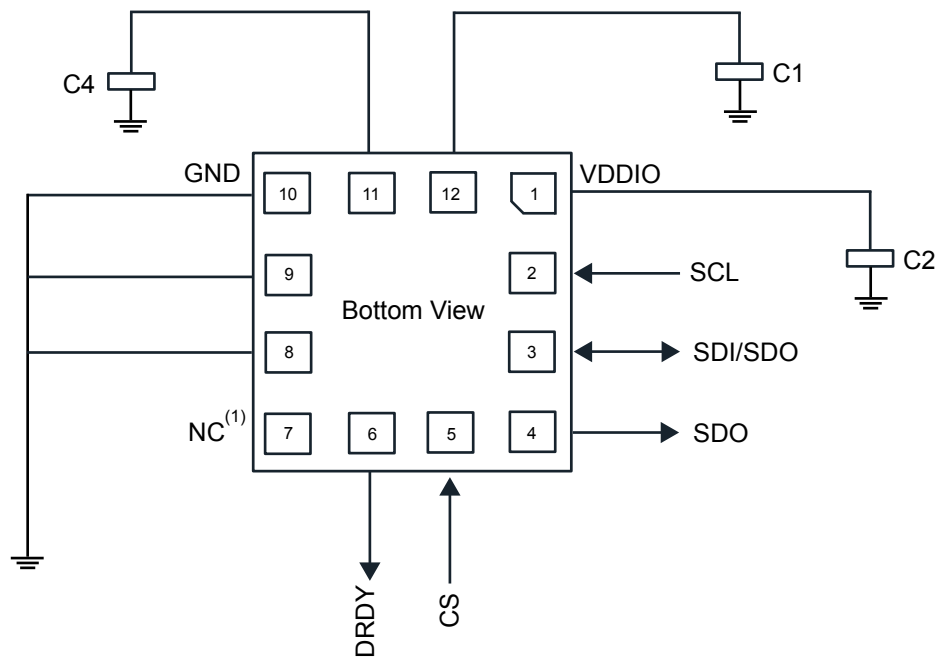 C4
C1
GND
10
11
12
1
VDDIO
9
2
SCL
C2
Bottom View
8
3
SDI/SDO
NC(1)
7
6
5
4
SDO
DRDY
CS